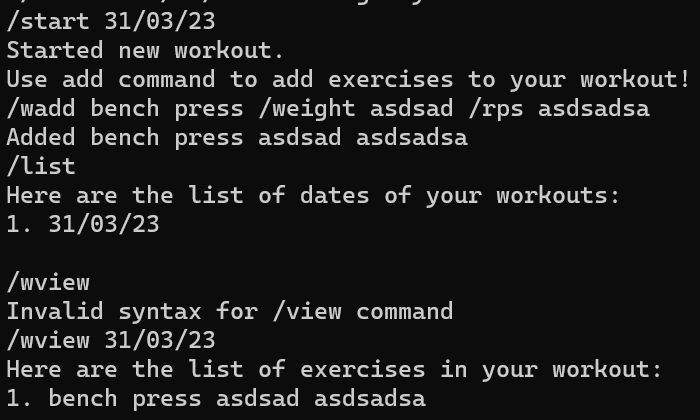 /start 31/03/23
Started new workout.
Use add command to add exercises to your workout!
/wadd bench press /weight asdsad /rps asdsadsa
Added bench press asdsad asdsadsa
/list
Here are the list of dates of your workouts:
1. 31/03/23
/wview
Invalid syntax for /view command
/wview 31/03/23
Here are the list of exercises in your workout:
1. bench press asdsad asdsadsa